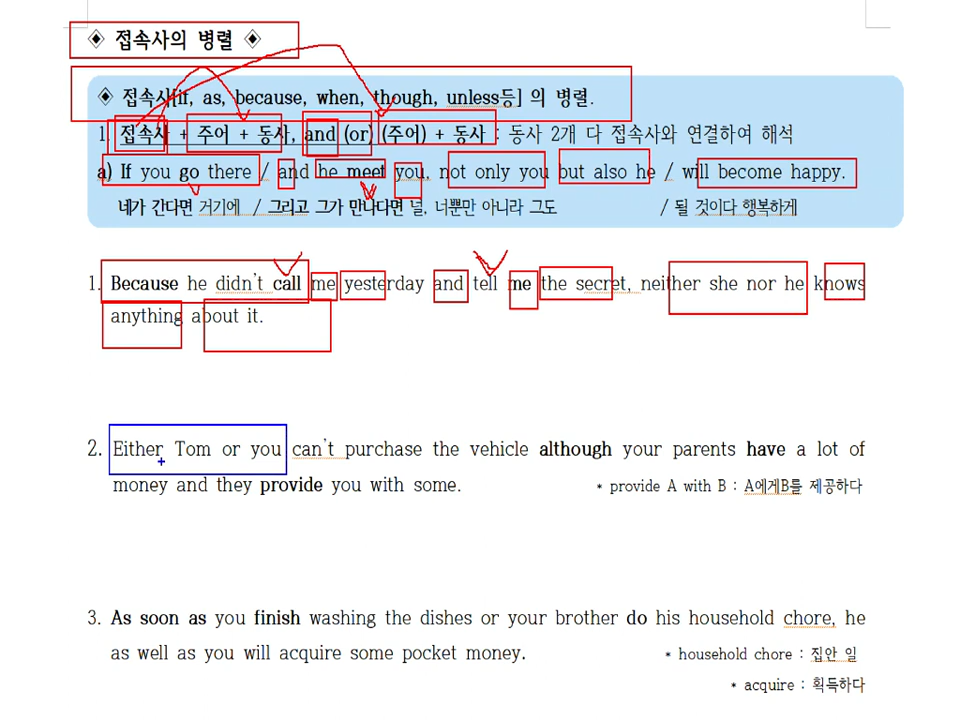 ◈ 접속사의 병렬 ◈
◈ 접속사[if, as, because, when, though, unless등] 의 병렬.
1. 접속사 + 주어 + 동사, and (or) (주어) + 동사 : 동사 2개 다 접속사와 연결하여 해석
a) If you go there / and he meet you, not only you but also he / will become happy.
네가 간다면 거기에 / 그리고 그가 만나다면 널, 너뿐만 아니라 그도 / 될 것이다 행복하게
1. Because he didn't call me yesterday and tell me the secret, neither she nor he knows
anything about it.
2. Either Tom or you can't purchase the vehicle although your parents have a lot of
money and they provide you with some. * provide A with B : A에게B를 제공하다
3. As soon as you finish washing the dishes or your brother do his household chore, he
as well as you will acquire some pocket money. * household chore : 집안 일
* acquire : 획득하다